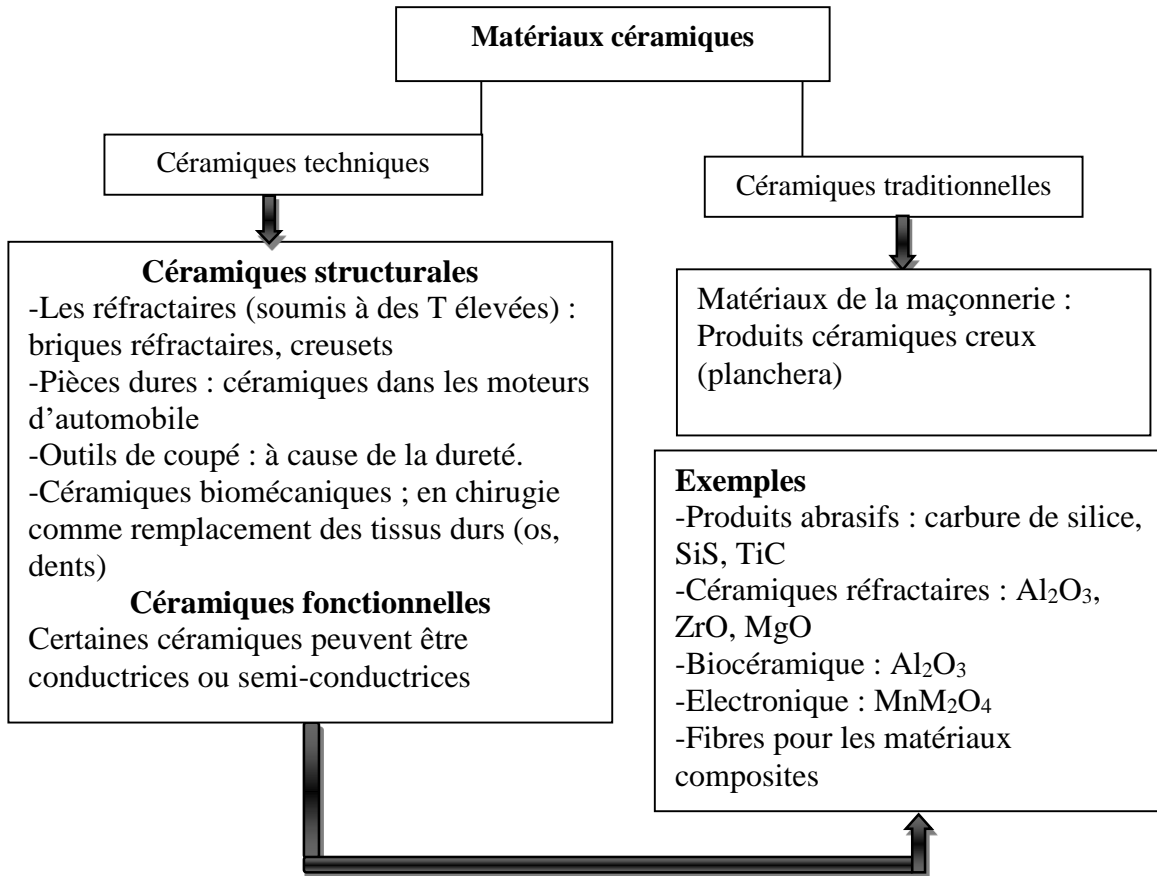 Matériaux céramiques
Céramiques techniques
Céramiques traditionnelles
Céramiques structurales
-Les réfractaires (soumis à des T élevées) :
briques réfractaires, creusets
-Pièces dures : céramiques dans les moteurs
d’automobile
-Outils de coupé : à cause de la dureté.
-Céramiques biomécaniques ; en chirugie
comme remplacement des tissus durs (os,
dents)
Céramiques fonctionnelles
Certaines céramiques peuvent être
conductrices ou semi-conductrices
Matériaux de la maçonnerie :
Produits céramiques creux
(planchera)
Exemples
-Produits abrasifs : carbure de silice,
SiS, TiC
-Céramiques réfractaires : Al₂O₃,
ZrO, MgO
-Biocéramique : Al₂O₃
-Electronique : MnM₂O₄
-Fibres pour les matériaux
composites